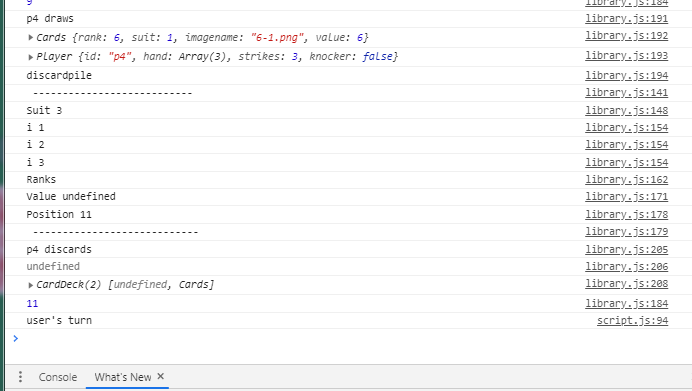 9 library.js:184
p4 draws library.js:191
▸Cards {rank: 6, suit: 1, imagename: "6-1.png", value: 6} library.js:192
▸Player {id: "p4", hand: Array(3), strikes: 3, knocker: false} library.js:193
discardpile library.js:194
--------------------------- library.js:141
Suit 3 library.js:148
i 1 library.js:154
i 2 library.js:154
i 3 library.js:154
Ranks library.js:162
Value undefined library.js:171
Position 11 library.js:178
---------------------------- library.js:179
p4 discards library.js:205
undefined library.js:206
▸CardDeck(2) [undefined, Cards] library.js:208
11 library.js:184
user's turn script.js:94
>
⋮ Console What's New ×